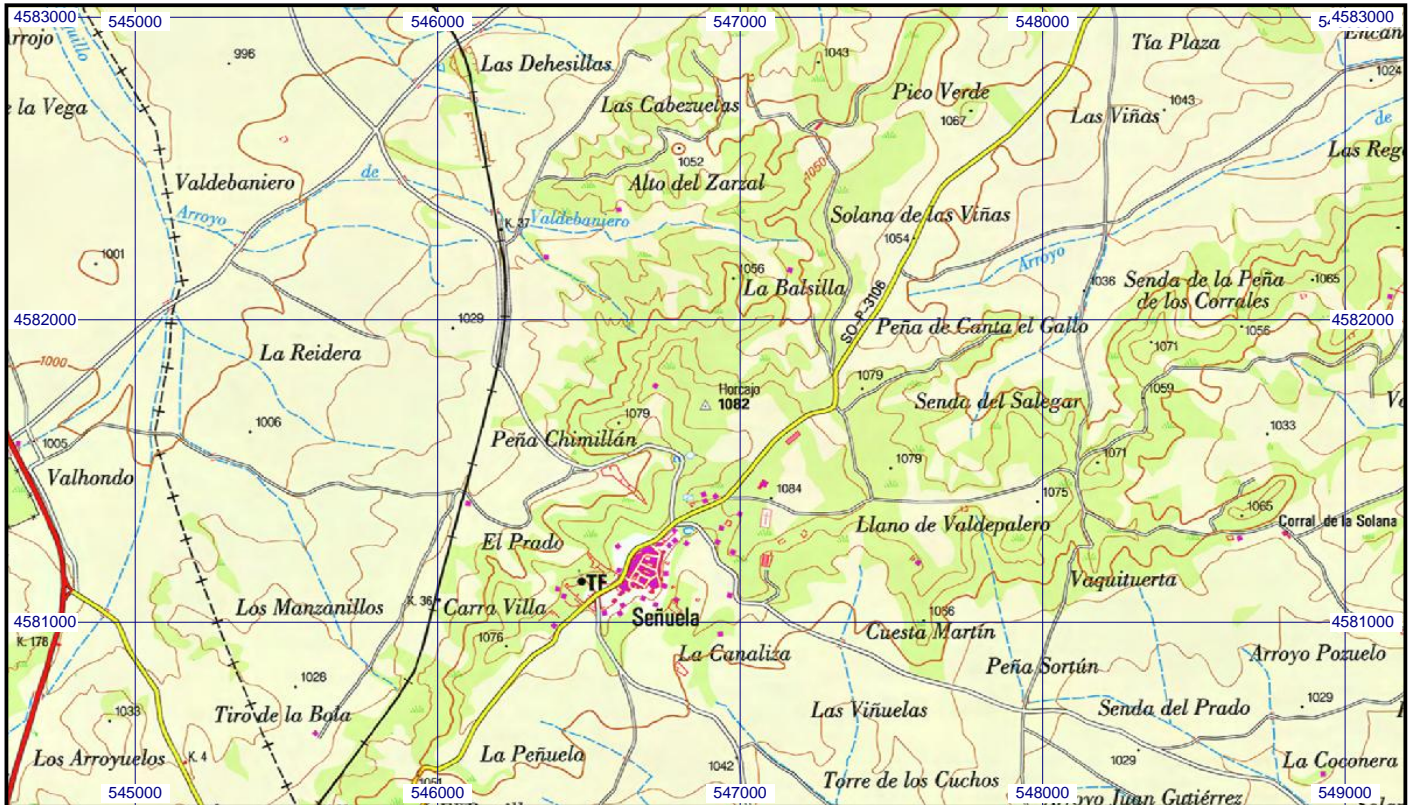 4583000
545000
546000
547000
548000
4583000
Arrojo
996
Las Dehesillas
1043
Tía Plaza
1024
de la Vega
Las Cabezuelas
Pico Verde
1067
1043
Las Viñas
de
1052
1050
Las Reg
Valdebaniero
de
Alto del Zarzal
Arroyo
K. 37
Valdebaniero
Solana de las Viñas
1054
1001
1056
La Balsilla
Arroyo
1036
Senda de la Peña
de los Corrales
1065
4582000
1029
SO-P-3106
Peña de Canta el Gallo
1056
4582000
1000
La Reidera
1071
1079
1059
Horcajo
1082
Senda del Salegar
1005
1006
1079
Peña Chimillán
1033
Valhondo
1079
1071
1084
1075
1065
Llano de Valdepalero
Corral de la Solana
El Prado
TF
Vaquituerta
Los Manzanillos
K. 36
Carra Villa
4581000
Señuela
1056
Cuesta Martín
4581000
K. 178
1076
La Canaliza
Peña Sortún
Arroyo Pozuelo
1028
1033
Tiro de la Bola
Las Viñuelas
Senda del Prado
1029
Los Arroyuelos
K. 4
La Peñuela
1042
1029
La Coconera
1051
Torre de los Cuchos
545000
546000
547000
548000
549000
Arroyo Juan Gutiérrez